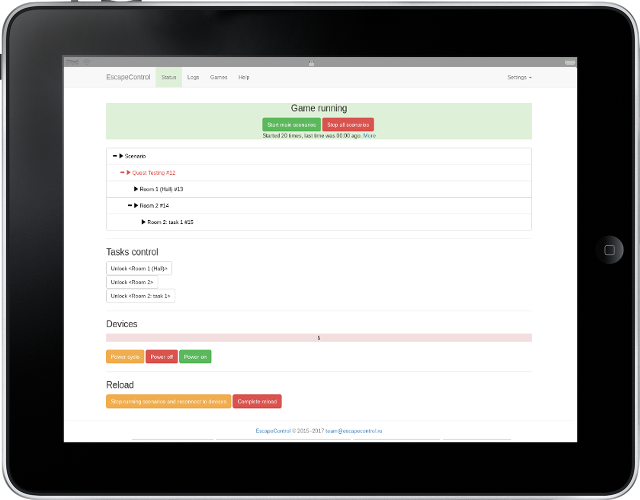 EscapeControl Status Logs Games Help Settings
Game running
Start main scenarios Stop all scenarios
Started 20 times, last time was 00:00 ago. More
Scenario
Quest Testing #12
Room 1 (Hall) #13
Room 2 #14
Room 2: task 1 #15
Tasks control
Unlock <Room 1 (Hall)>
Unlock <Room 2>
Unlock <Room 2: task 1>
Devices
Power cycle Power off Power on
Reload
Stop running scenarios and reconnect to devices Complete reload
EscapeControl © 2015–2017 team@escapecontrol.ru